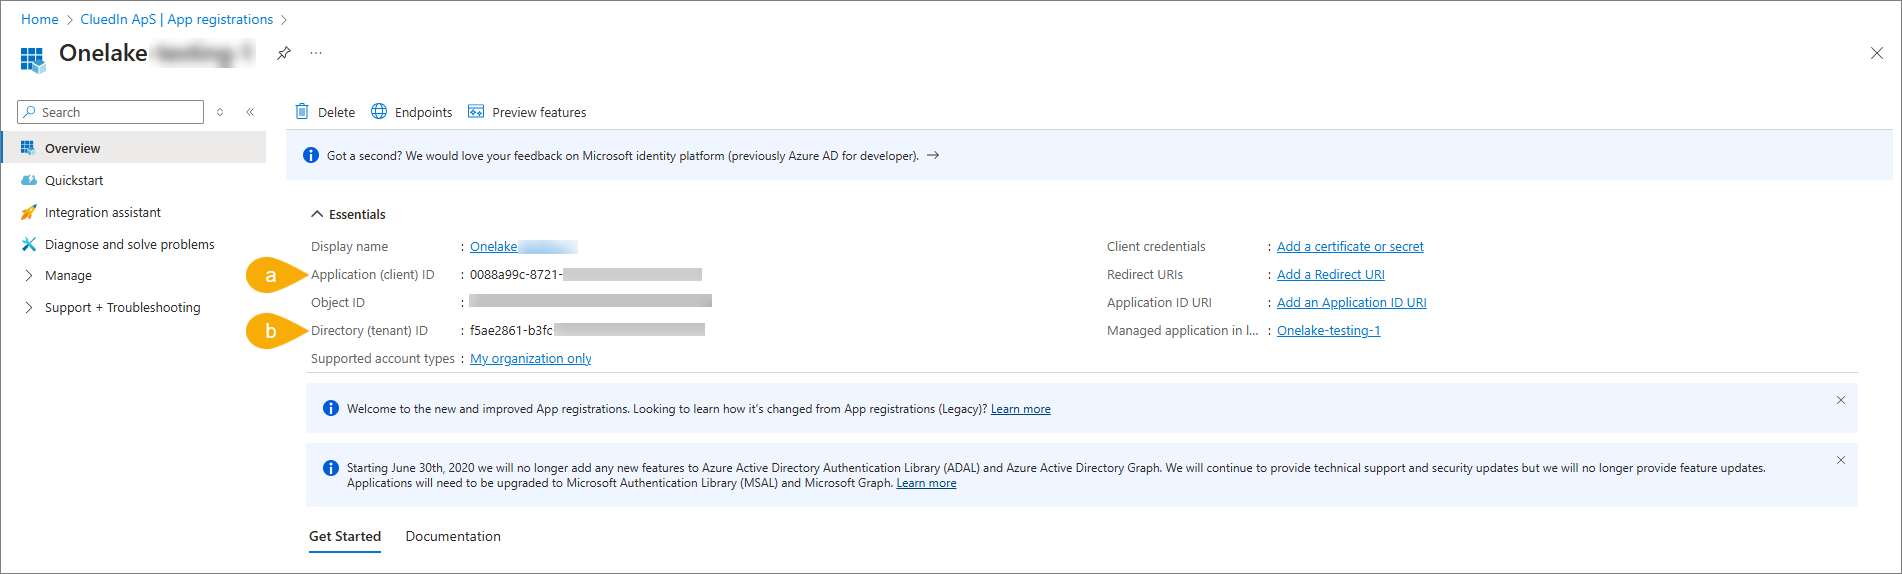 Home > CluedIn ApS | App registrations >
Onelake
Search
Delete
Endpoints
Preview features
Overview
Got a second? We would love your feedback on Microsoft identity platform (previously Azure AD for developer). →
Quickstart
Integration assistant
Diagnose and solve problems
Manage
Support + Troubleshooting
Essentials
Display name : Onelake
a
Application (client) ID : 0088a99c-8721-
Object ID :
b
Directory (tenant) ID : f5ae2861-b3fc
Supported account types : My organization only
Client credentials : Add a certificate or secret
Redirect URIs : Add a Redirect URI
Application ID URI : Add an Application ID URI
Managed application in l... : Onelake-testing-1
Welcome to the new and improved App registrations. Looking to learn how it's changed from App registrations (Legacy)? Learn more
Starting June 30th, 2020 we will no longer add any new features to Azure Active Directory Authentication Library (ADAL) and Azure Active Directory Graph. We will continue to provide technical support and security updates but we will no longer provide feature updates.
Applications will need to be upgraded to Microsoft Authentication Library (MSAL) and Microsoft Graph. Learn more
Get Started
Documentation